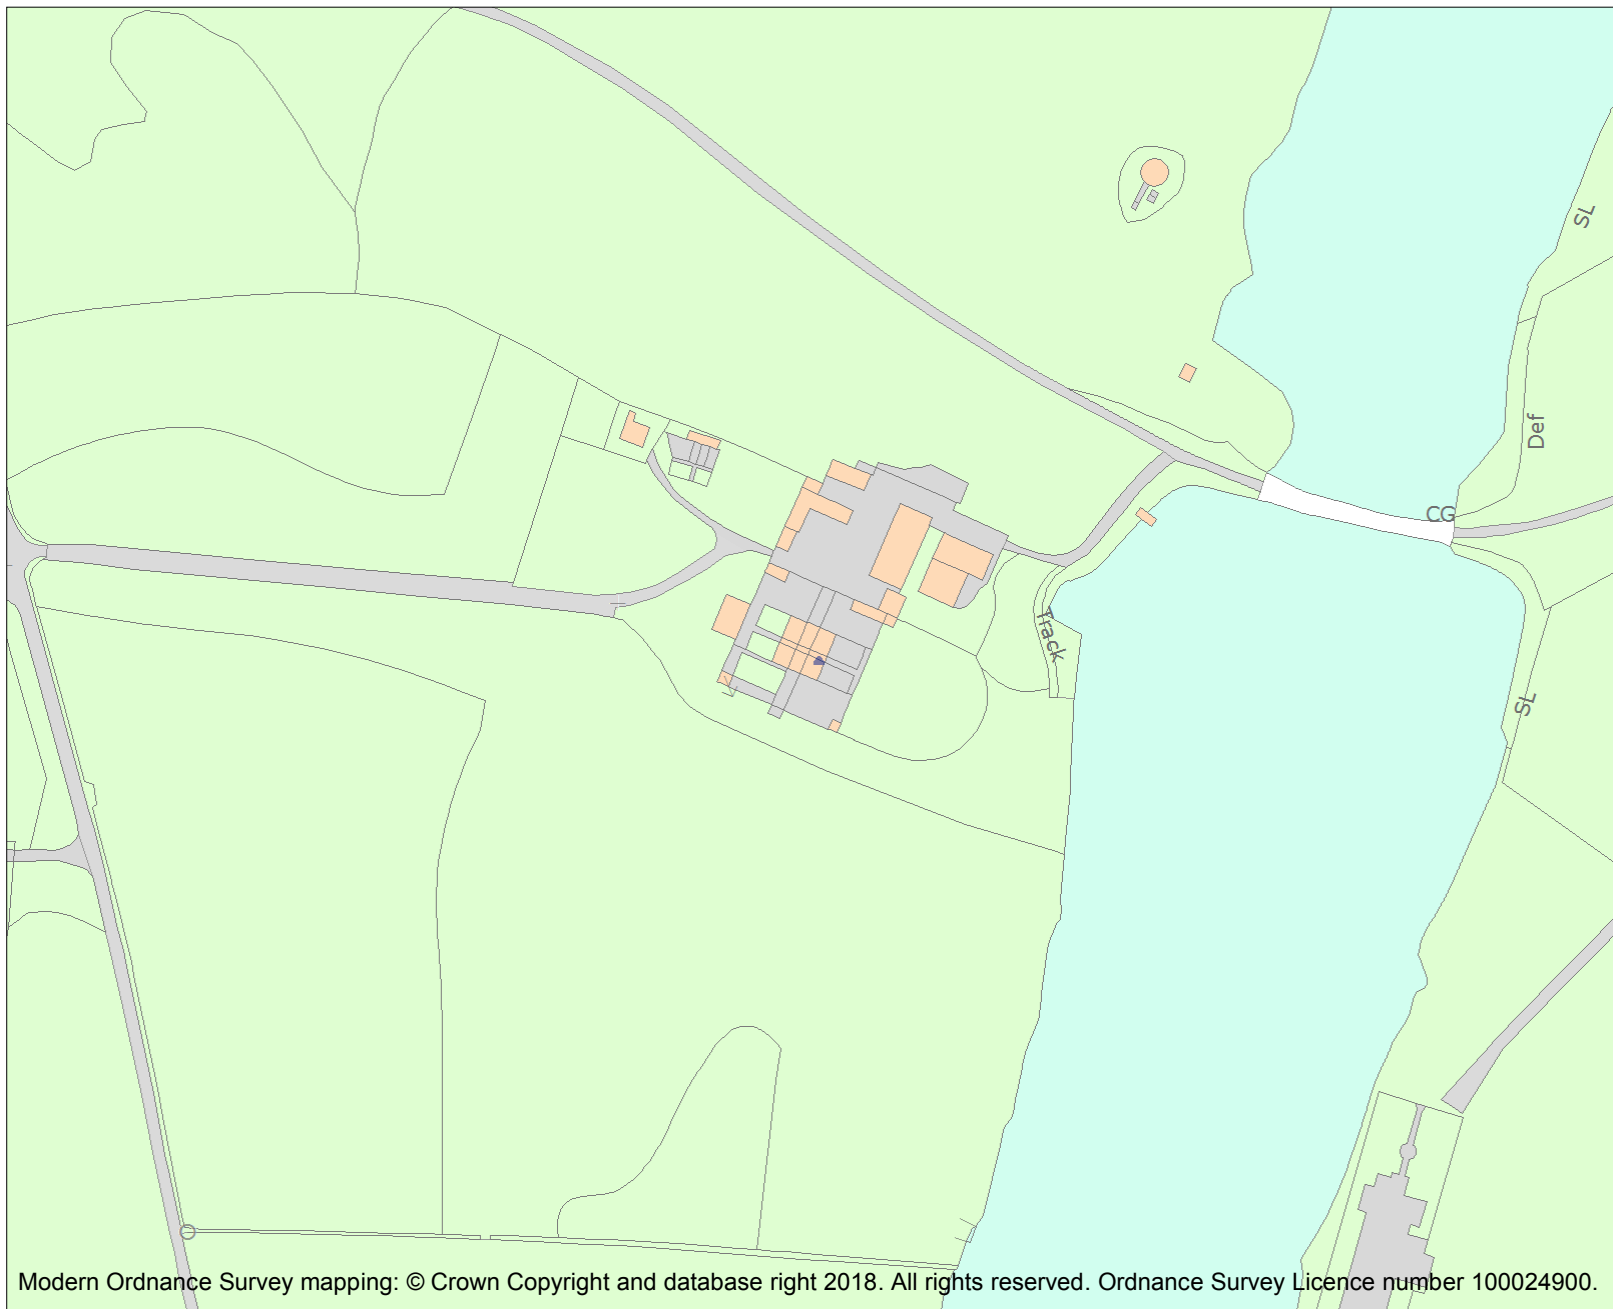 SL
Def
CG
Track
SL
Modern Ordnance Survey mapping: © Crown Copyright and database right 2018. All rights reserved. Ordnance Survey Licence number 100024900.